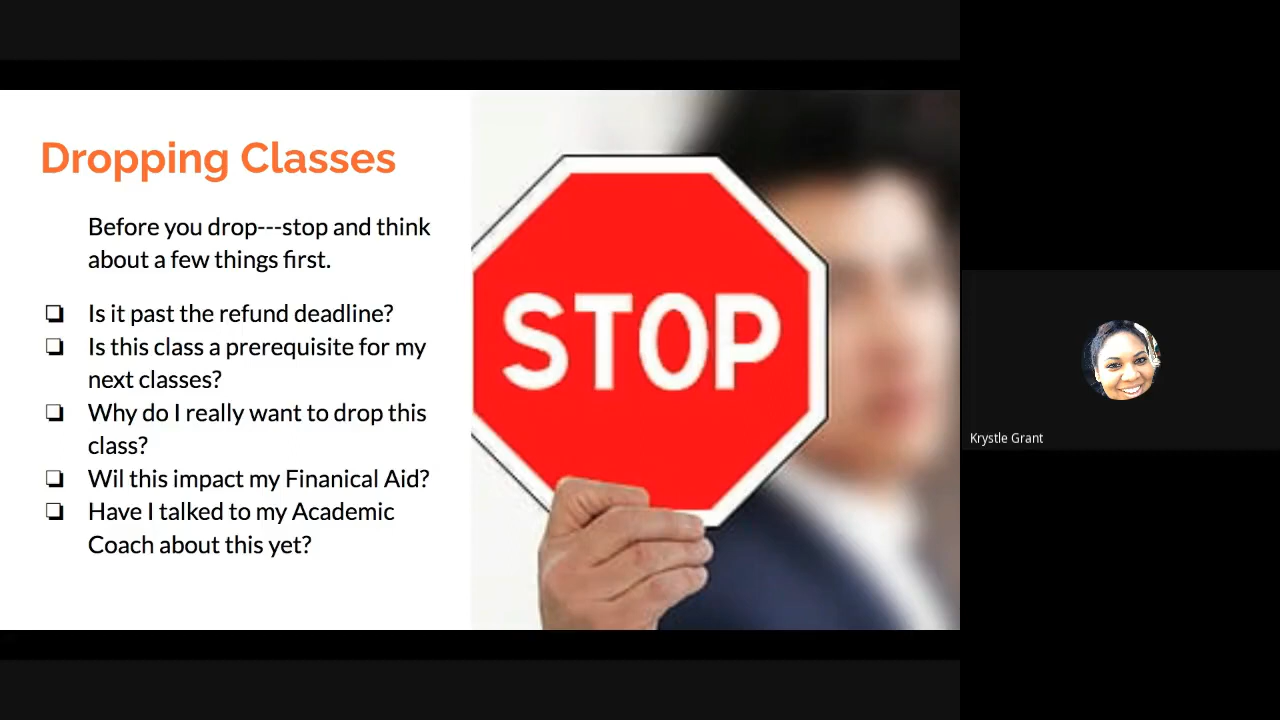 Dropping Classes
Before you drop---stop and think
about a few things first.
❏ Is it past the refund deadline?
❏ Is this class a prerequisite for my
next classes?
❏ Why do I really want to drop this
class?
❏ Wil this impact my Finanical Aid?
❏ Have I talked to my Academic
Coach about this yet?
STOP
Krystle Grant